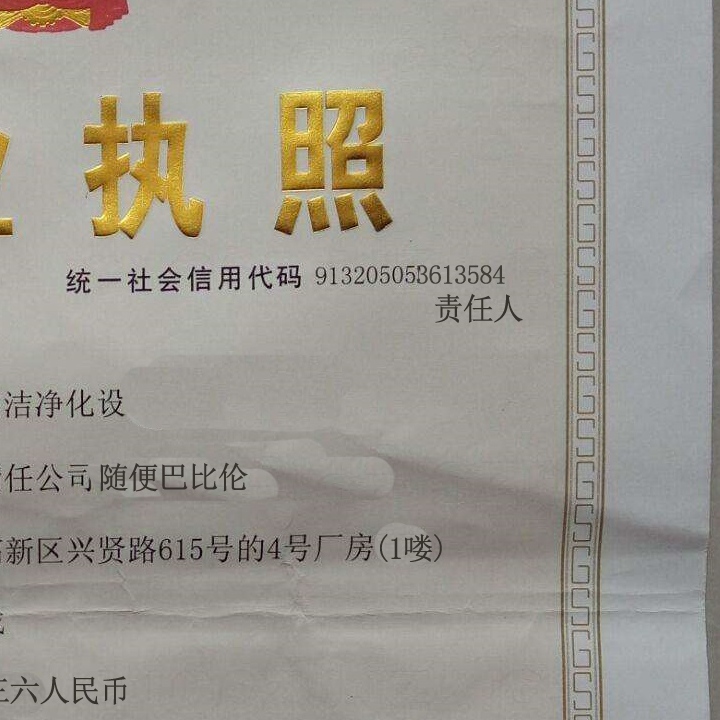 执照
统一社会信用代码 913205053613584
责任人
洁净化设
任公司随便巴比伦
新区兴贤路615号的4号厂房(1喽)
六人民币